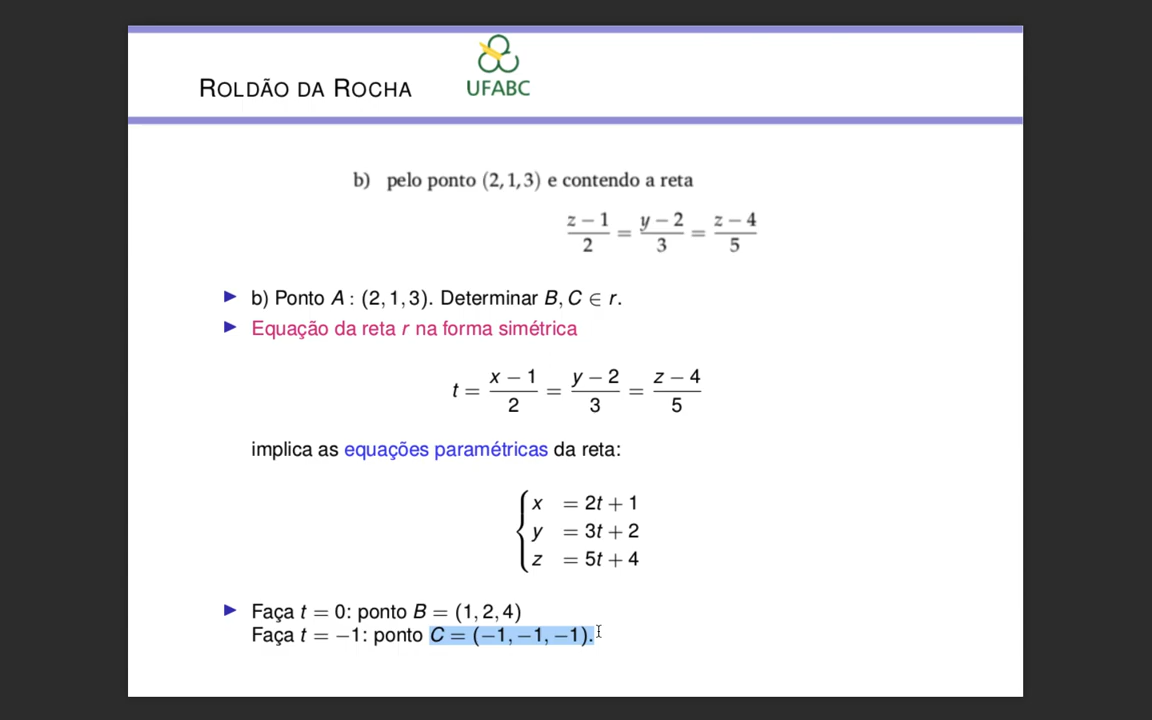 ROLDÃO DA ROCHA
UFABC
b) pelo ponto (2, 1, 3) e contendo a reta
(z − 1)/2 = (y − 2)/3 = (z − 4)/5
► b) Ponto A : (2, 1, 3). Determinar B, C ∈ r.
► Equação da reta r na forma simétrica
t = (x − 1)/2 = (y − 2)/3 = (z − 4)/5
implica as equações paramétricas da reta:
x = 2t + 1
y = 3t + 2
z = 5t + 4
► Faça t = 0: ponto B = (1, 2, 4)
Faça t = −1: ponto C = (−1, −1, −1).